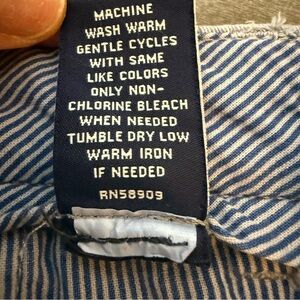 MACHINE
WASH WARM
GENTLE CYCLES
WITH SAME
LIKE COLORS
ONLY NON-
CHLORINE BLEACH
WHEN NEEDED
TUMBLE DRY LOW
WARM IRON
IF NEEDED
RN58909